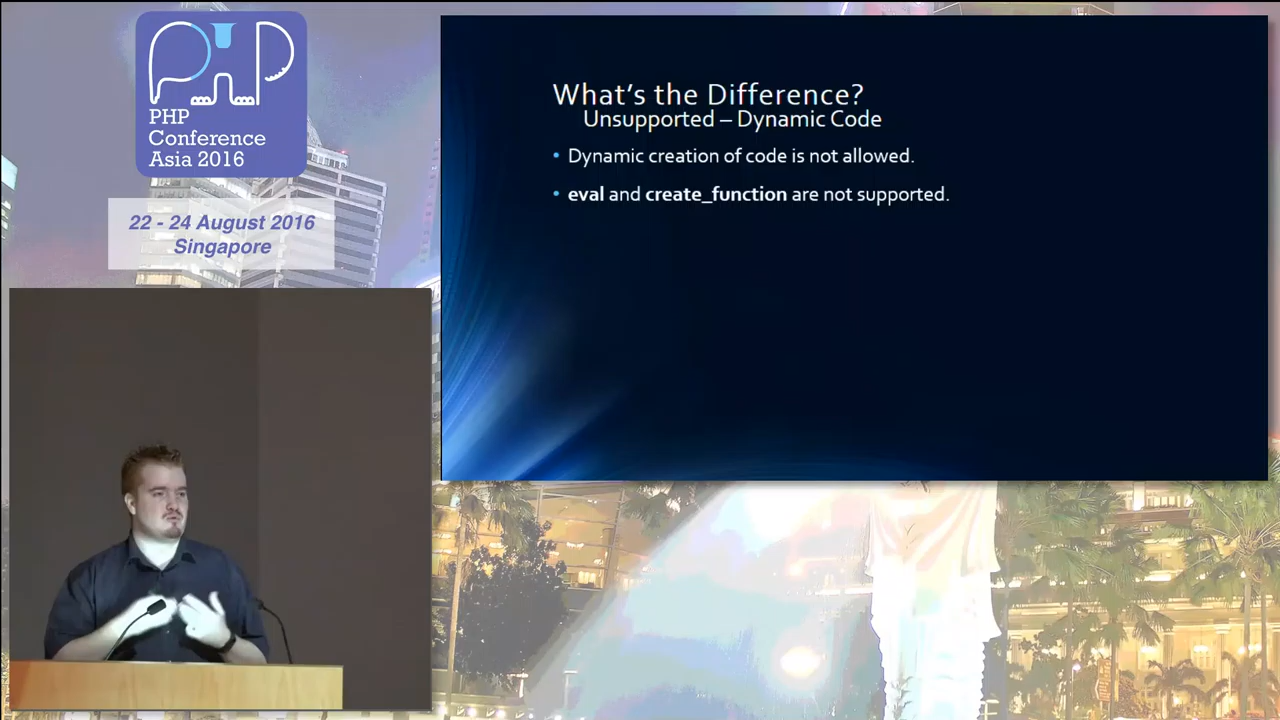 PHP
Conference
Asia 2016
22 - 24 August 2016
Singapore
What's the Difference?
Unsupported – Dynamic Code
• Dynamic creation of code is not allowed.
• eval and create_function are not supported.